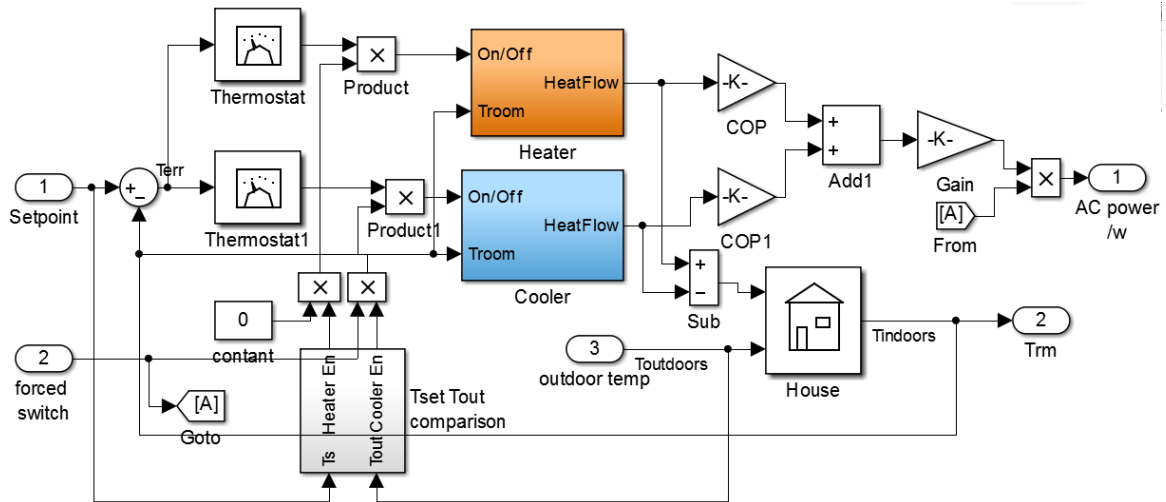 Thermostat
×
Product
On/Off
HeatFlow
Troom
Heater
-K-
COP
+
+
Add1
-K-
Gain
×
1
AC power
/w
[A]
From
1
Setpoint
+
−
Terr
Thermostat1
×
Product1
On/Off
HeatFlow
Troom
Cooler
-K-
COP1
+
−
Sub
House
Tindoors
2
Trm
×
×
0
contant
2
forced
switch
[A]
Goto
Heater En
Cooler En
Ts
Tout
Tset Tout
comparison
3
outdoor temp
Toutdoors